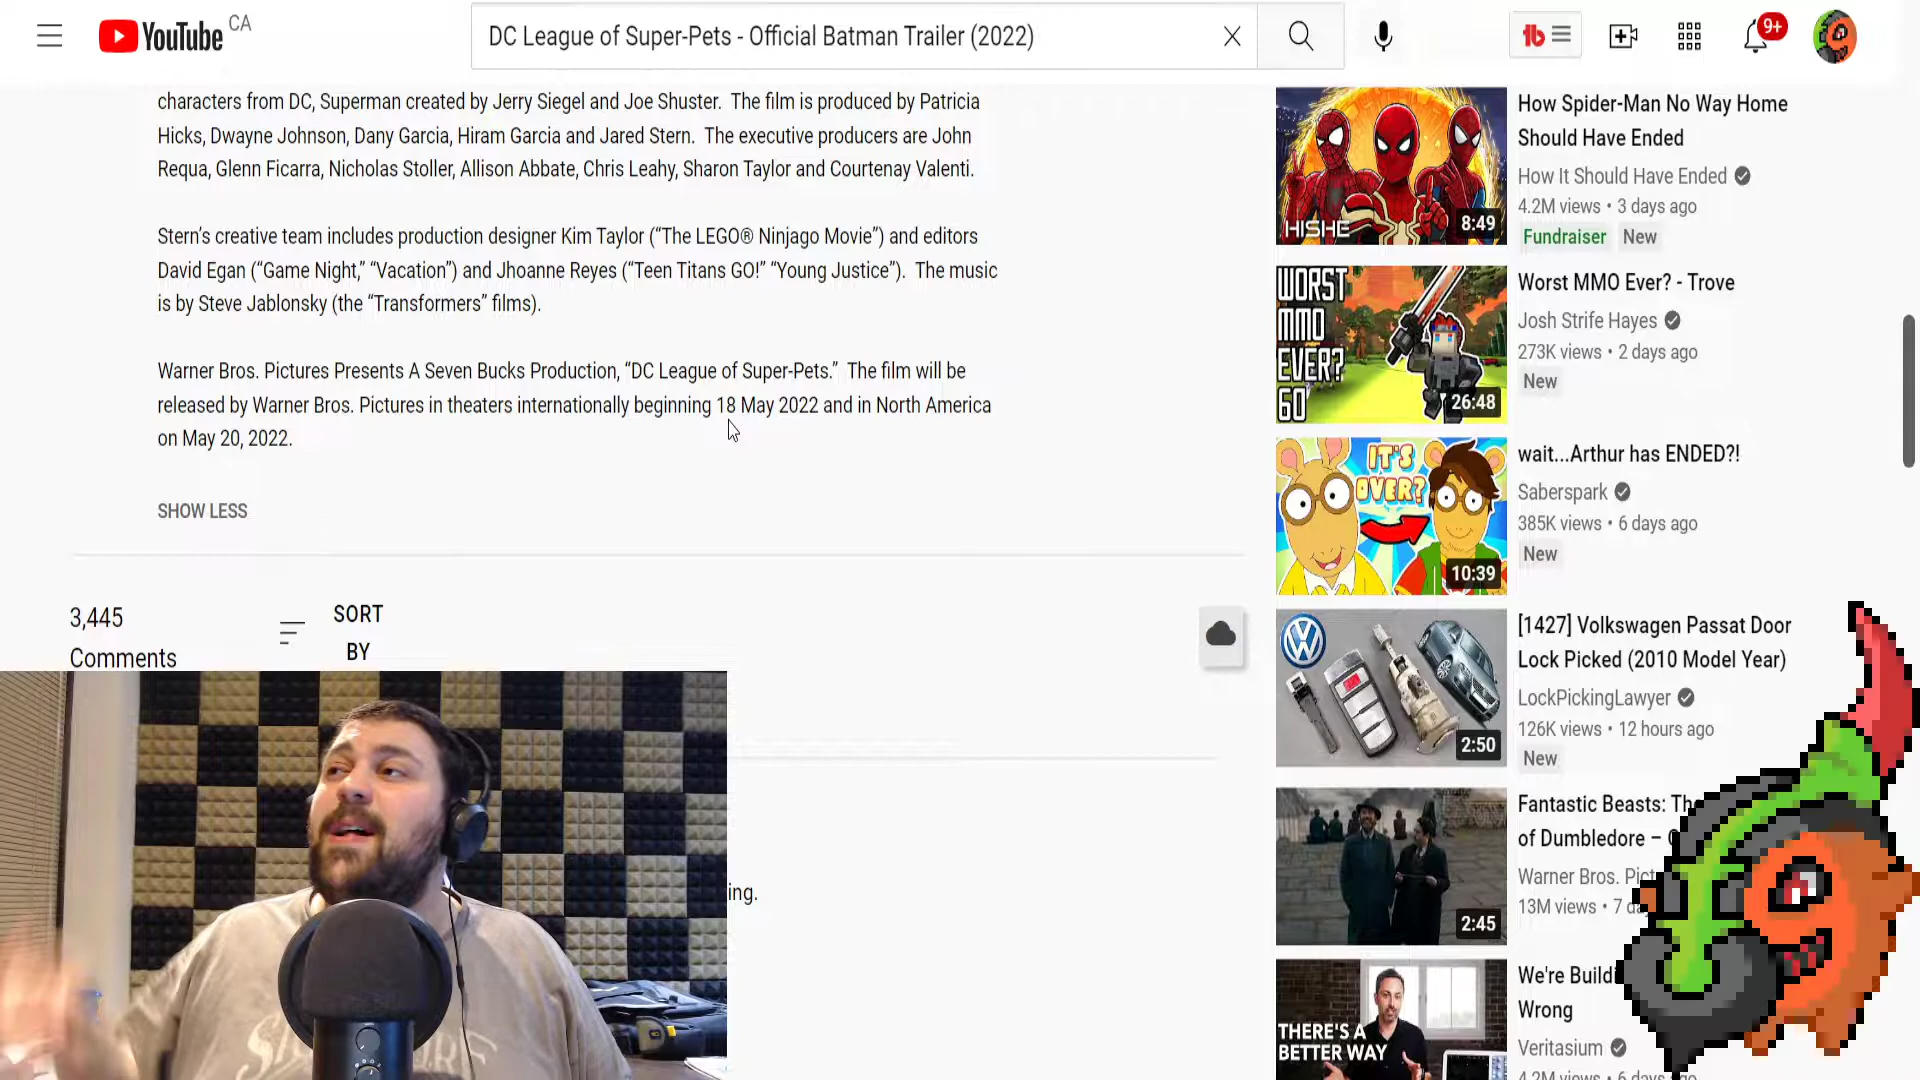 YouTube CA
DC League of Super-Pets - Official Batman Trailer (2022)
9+
characters from DC, Superman created by Jerry Siegel and Joe Shuster. The film is produced by Patricia
Hicks, Dwayne Johnson, Dany Garcia, Hiram Garcia and Jared Stern. The executive producers are John
Requa, Glenn Ficarra, Nicholas Stoller, Allison Abbate, Chris Leahy, Sharon Taylor and Courtenay Valenti.
Stern’s creative team includes production designer Kim Taylor (“The LEGO® Ninjago Movie”) and editors
David Egan (“Game Night,” “Vacation”) and Jhoanne Reyes (“Teen Titans GO!” “Young Justice”). The music
is by Steve Jablonsky (the “Transformers” films).
Warner Bros. Pictures Presents A Seven Bucks Production, “DC League of Super-Pets.” The film will be
released by Warner Bros. Pictures in theaters internationally beginning 18 May 2022 and in North America
on May 20, 2022.
SHOW LESS
3,445
Comments
SORT
BY
ing.
HISHE
8:49
How Spider-Man No Way Home
Should Have Ended
How It Should Have Ended
4.2M views • 3 days ago
Fundraiser New
WORST
MMO
EVER?
60
26:48
Worst MMO Ever? - Trove
Josh Strife Hayes
273K views • 2 days ago
New
IT'S
OVER?
10:39
wait...Arthur has ENDED?!
Saberspark
385K views • 6 days ago
New
2:50
[1427] Volkswagen Passat Door
Lock Picked (2010 Model Year)
LockPickingLawyer
126K views • 12 hours ago
New
2:45
Fantastic Beasts: The
of Dumbledore –
Warner Bros. Pict
13M views • 7 da
THERE'S A
BETTER WAY
We're Buildi
Wrong
Veritasium
4.2M views • 6 days ago